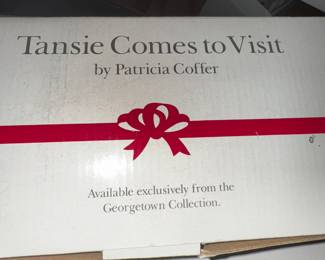 Tansie Comes to Visit
by Patricia Coffer
Available exclusively from the
Georgetown Collection.